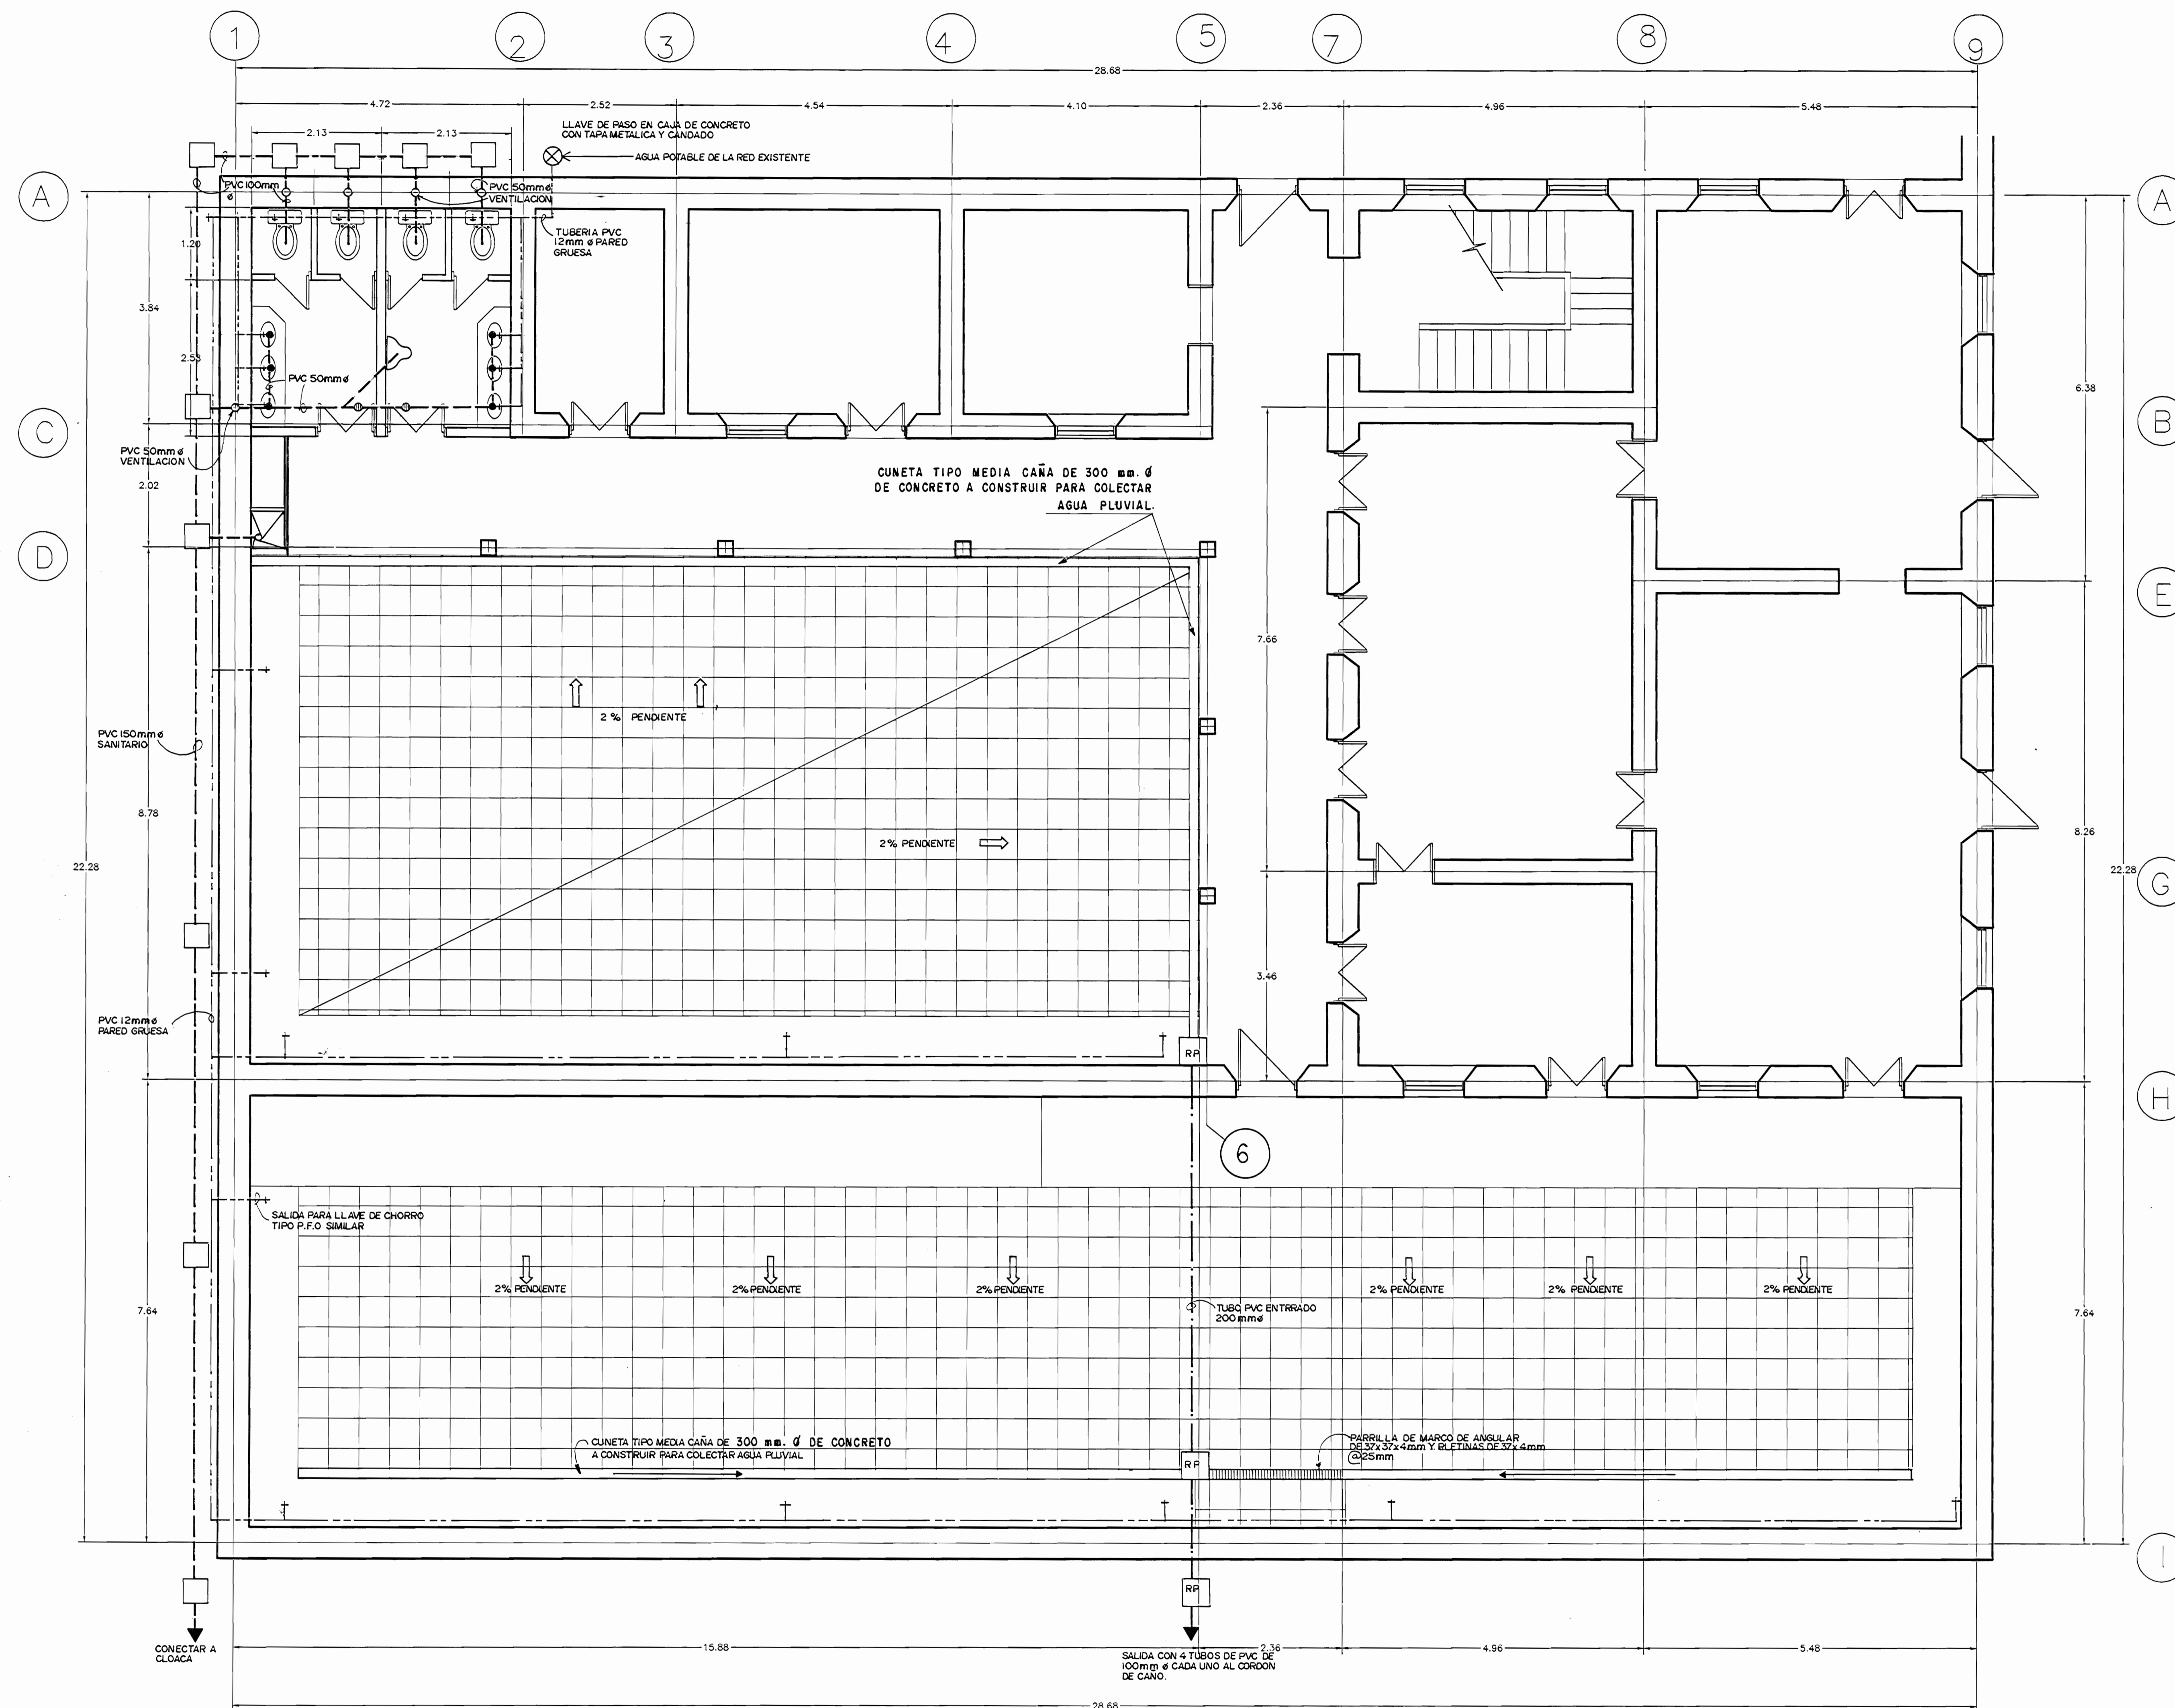 1
2
3
4
5
7
8
9
28.68
4.72
2.52
4.54
4.10
2.36
4.96
5.48
2.13
2.13
LLAVE DE PASO EN CAJA DE CONCRETO
CON TAPA METALICA Y CANDADO
AGUA POTABLE DE LA RED EXISTENTE
A
A
PVC 100mm
ø
PVC 50mmø
VENTILACION
TUBERIA PVC
12mm ø PARED
GRUESA
1.20
3.84
2.53
PVC 50mmø
6.38
C
B
PVC 50mmø
VENTILACION
2.02
CUNETA TIPO MEDIA CAÑA DE 300 mm. Ø
DE CONCRETO A CONSTRUIR PARA COLECTAR
AGUA PLUVIAL.
D
E
7.66
2% PENDIENTE
PVC 150mmø
SANITARIO
8.78
2% PENDIENTE
8.26
22.28
22.28
G
3.46
PVC 12mmø
PARED GRUESA
RP
H
6
SALIDA PARA LLAVE DE CHORRO
TIPO P.F.O SIMILAR
2% PENDIENTE
2% PENDIENTE
2% PENDIENTE
2% PENDIENTE
2% PENDIENTE
2% PENDIENTE
7.64
TUBO PVC ENTRRADO
200mmø
7.64
CUNETA TIPO MEDIA CAÑA DE 300 mm. Ø DE CONCRETO
A CONSTRUIR PARA COLECTAR AGUA PLUVIAL
PARRILLA DE MARCO DE ANGULAR
DE 37x37x4mm Y PLETINAS DE 37x4mm
@25mm
RP
I
RP
CONECTAR A
CLOACA
15.88
2.36
4.96
5.48
SALIDA CON 4 TUBOS DE PVC DE
100mm ø CADA UNO AL CORDON
DE CAÑO.
28.68